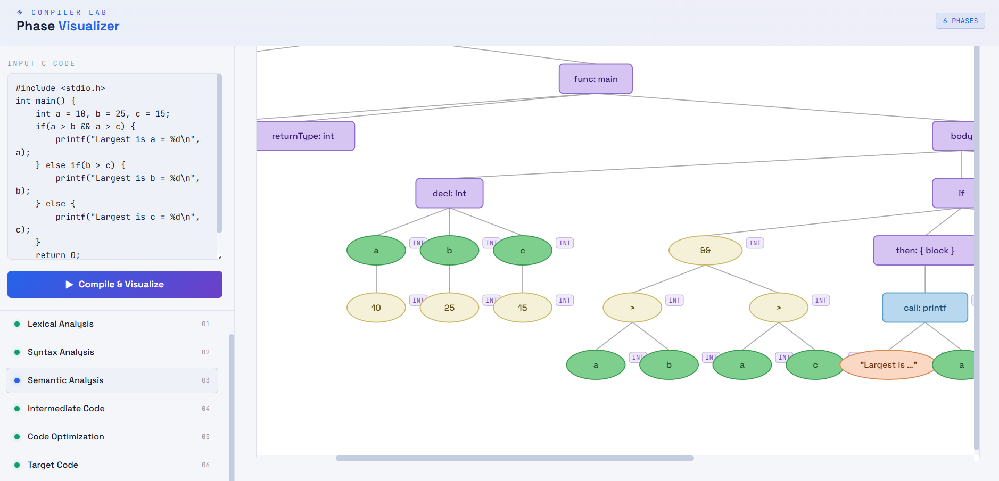 ◈ COMPILER LAB
Phase Visualizer
6 PHASES
INPUT C CODE
#include <stdio.h>
int main() {
    int a = 10, b = 25, c = 15;
    if(a > b && a > c) {
        printf("Largest is a = %d\n",
a);
    } else if(b > c) {
        printf("Largest is b = %d\n",
b);
    } else {
        printf("Largest is c = %d\n",
c);
    }
    return 0;
▶ Compile & Visualize
Lexical Analysis 01
Syntax Analysis 02
Semantic Analysis 03
Intermediate Code 04
Code Optimization 05
Target Code 06
func: main
returnType: int
body
decl: int
if
a INT b INT c INT
&& INT
then: { block }
10 INT 25 INT 15 INT
> INT > INT
call: printf
a INT b INT a INT c
"Largest is ..."
a